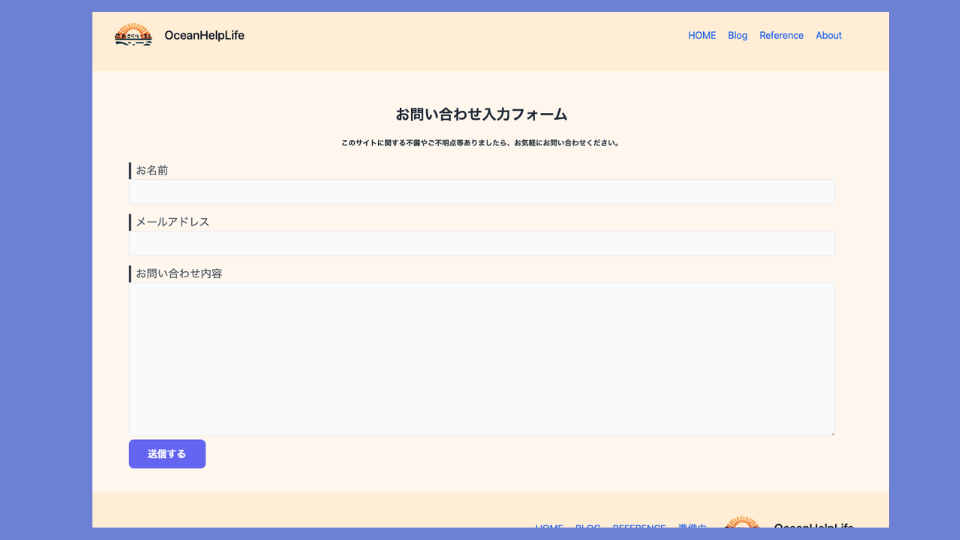 OceanHelpLife
HOME Blog Reference About
お問い合わせ入力フォーム
このサイトに関する不備やご不明点等ありましたら、お気軽にお問い合わせください。
お名前
メールアドレス
お問い合わせ内容
送信する
HOME BLOG REFERENCE 準備中 OceanHelpLife